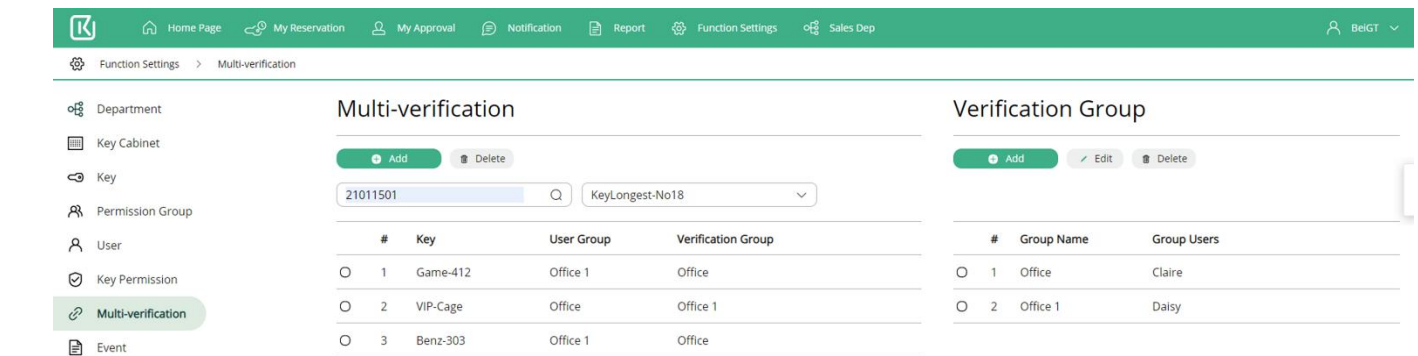 Home Page My Reservation My Approval Notification Report Function Settings Sales Dep BeiGT
Function Settings > Multi-verification
Department
Key Cabinet
Key
Permission Group
User
Key Permission
Multi-verification
Event
Multi-verification
Add Delete
21011501 KeyLongest-No18
# Key User Group Verification Group
1 Game-412 Office 1 Office
2 VIP-Cage Office Office 1
3 Benz-303 Office 1 Office
Verification Group
Add Edit Delete
# Group Name Group Users
1 Office Claire
2 Office 1 Daisy